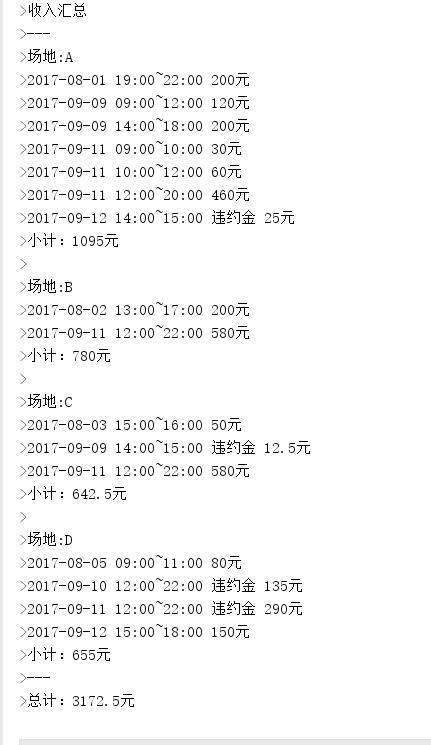 >收入汇总
>---
>场地:A
>2017-08-01 19:00~22:00 200元
>2017-09-09 09:00~12:00 120元
>2017-09-09 14:00~18:00 200元
>2017-09-11 09:00~10:00 30元
>2017-09-11 10:00~12:00 60元
>2017-09-11 12:00~20:00 460元
>2017-09-12 14:00~15:00 违约金 25元
>小计：1095元
>
>场地:B
>2017-08-02 13:00~17:00 200元
>2017-09-11 12:00~22:00 580元
>小计：780元
>
>场地:C
>2017-08-03 15:00~16:00 50元
>2017-09-09 14:00~15:00 违约金 12.5元
>2017-09-11 12:00~22:00 580元
>小计：642.5元
>
>场地:D
>2017-08-05 09:00~11:00 80元
>2017-09-10 12:00~22:00 违约金 135元
>2017-09-11 12:00~22:00 违约金 290元
>2017-09-12 15:00~18:00 150元
>小计：655元
>---
>总计：3172.5元